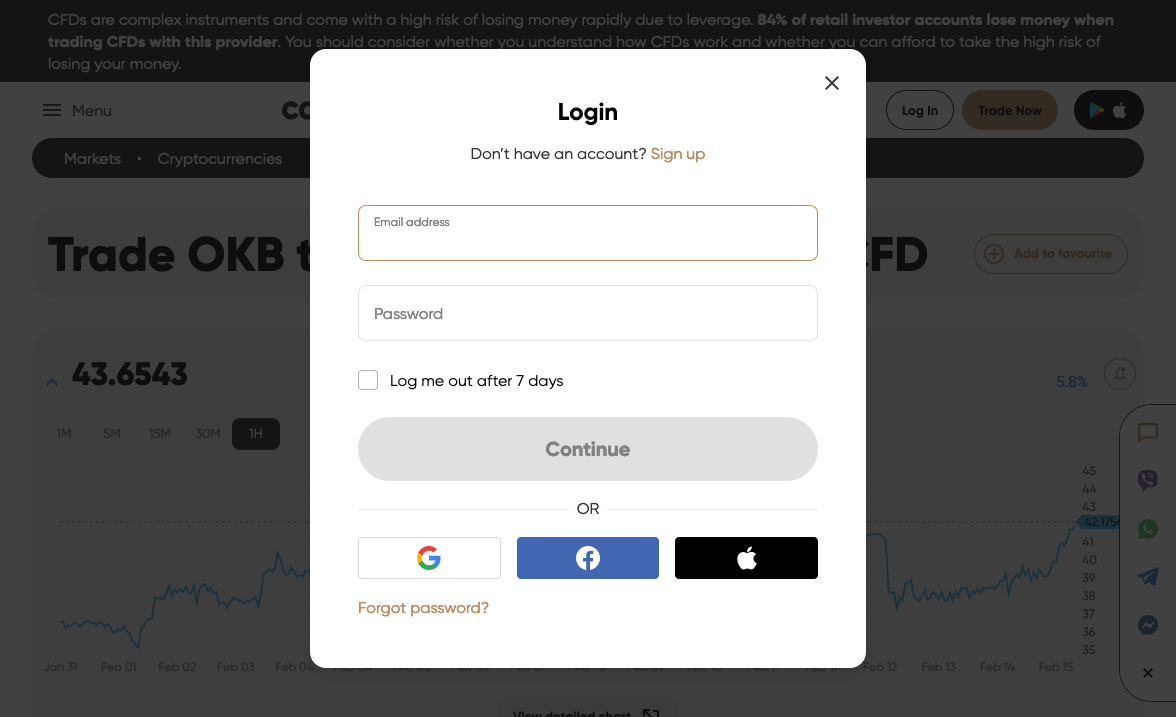 CFDs are complex instruments and come with a high risk of losing money rapidly due to leverage. 84% of retail investor accounts lose money when
trading CFDs with this provider. You should consider whether you understand how CFDs work and whether you can afford to take the high risk of
losing your money.
Menu
Log In
Trade Now
Markets • Cryptocurrencies
Trade OKB
CFD
Add to favourite
43.6543
5.8%
1M 5M 15M 30M 1H
Login
Don't have an account? Sign up
Email address
Password
Log me out after 7 days
Continue
OR
Forgot password?
45
44
43
41
40
39
38
37
36
35
Jan 31 Feb 01 Feb 02 Feb 03 Feb 04 Feb 12 Feb 13 Feb 14 Feb 15
View detailed chart